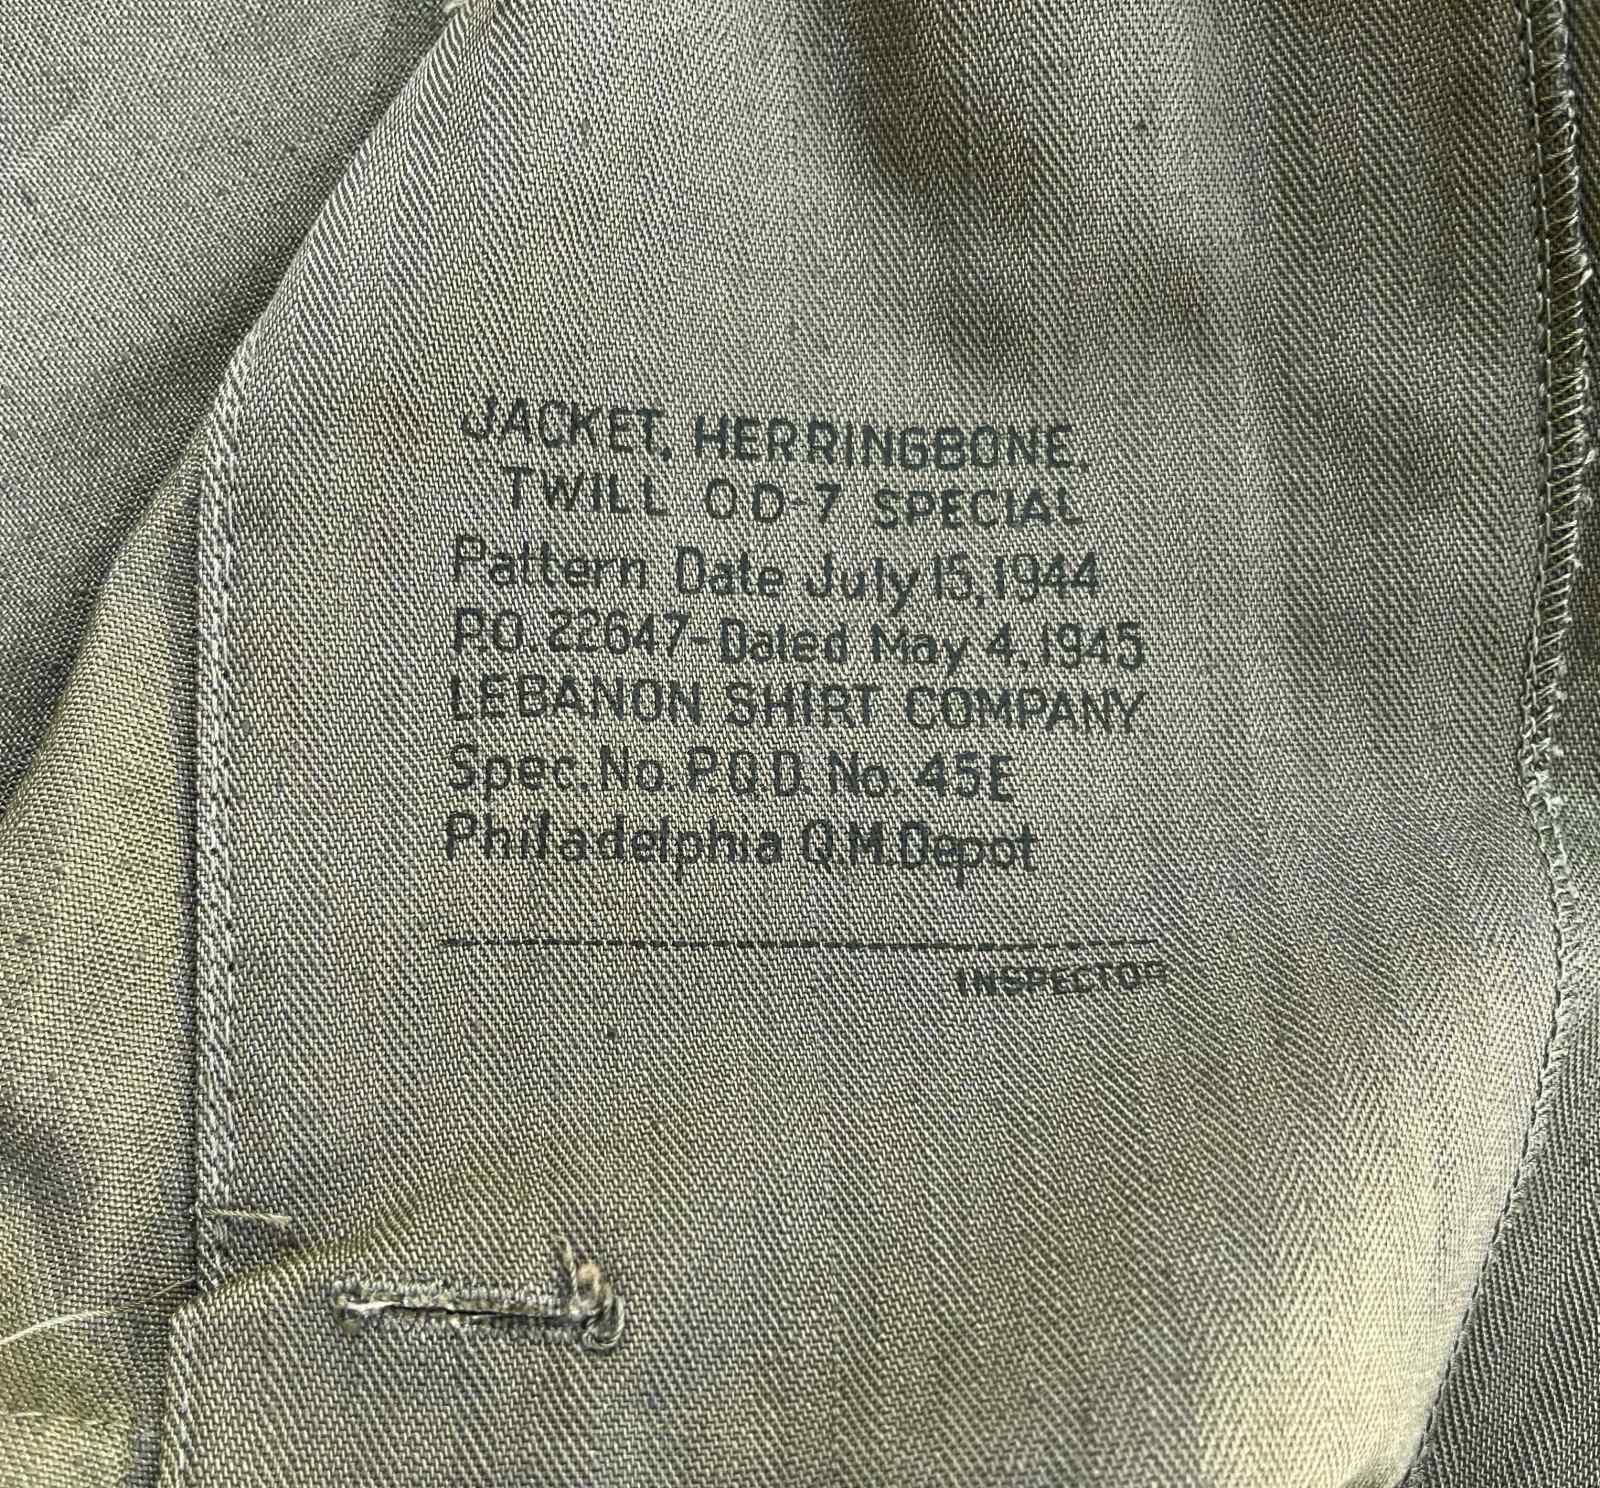 JACKET, HERRINGBONE,
TWILL OD-7 SPECIAL
Pattern Date July 15, 1944
P.O. 22647-Dated May 4, 1945
LEBANON SHIRT COMPANY
Spec. No. P.Q.D. No. 45E
Philadelphia Q.M. Depot
INSPECTOR